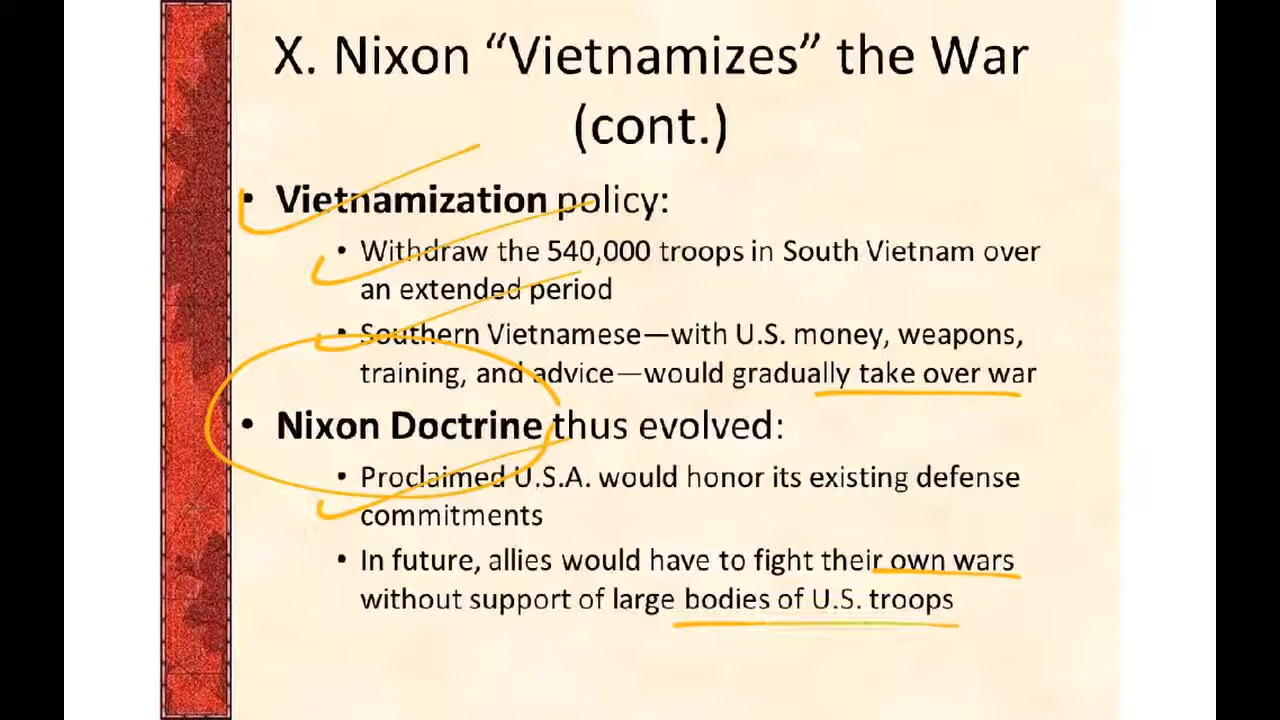 X. Nixon “Vietnamizes” the War
(cont.)
• Vietnamization policy:
• Withdraw the 540,000 troops in South Vietnam over
an extended period
• Southern Vietnamese—with U.S. money, weapons,
training, and advice—would gradually take over war
• Nixon Doctrine thus evolved:
• Proclaimed U.S.A. would honor its existing defense
commitments
• In future, allies would have to fight their own wars
without support of large bodies of U.S. troops